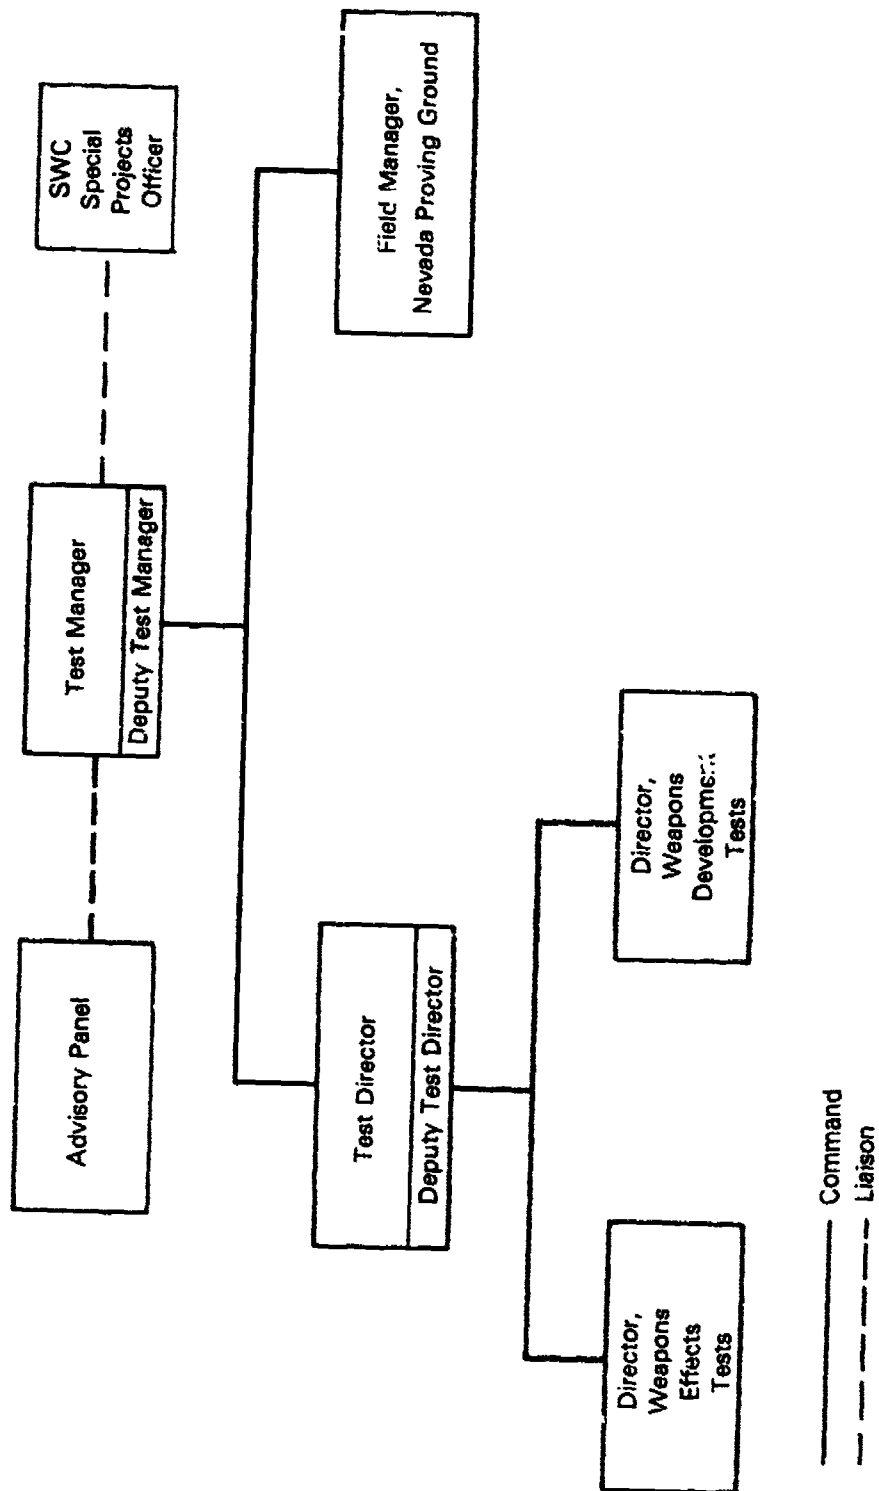 Advisory Panel
Test Manager
Deputy Test Manager
SWC
Special
Projects
Officer
Test Director
Deputy Test Director
Field Manager,
Nevada Proving Ground
Director,
Weapons
Effects
Tests
Director,
Weapons
Development
Tests
Command
Liaison